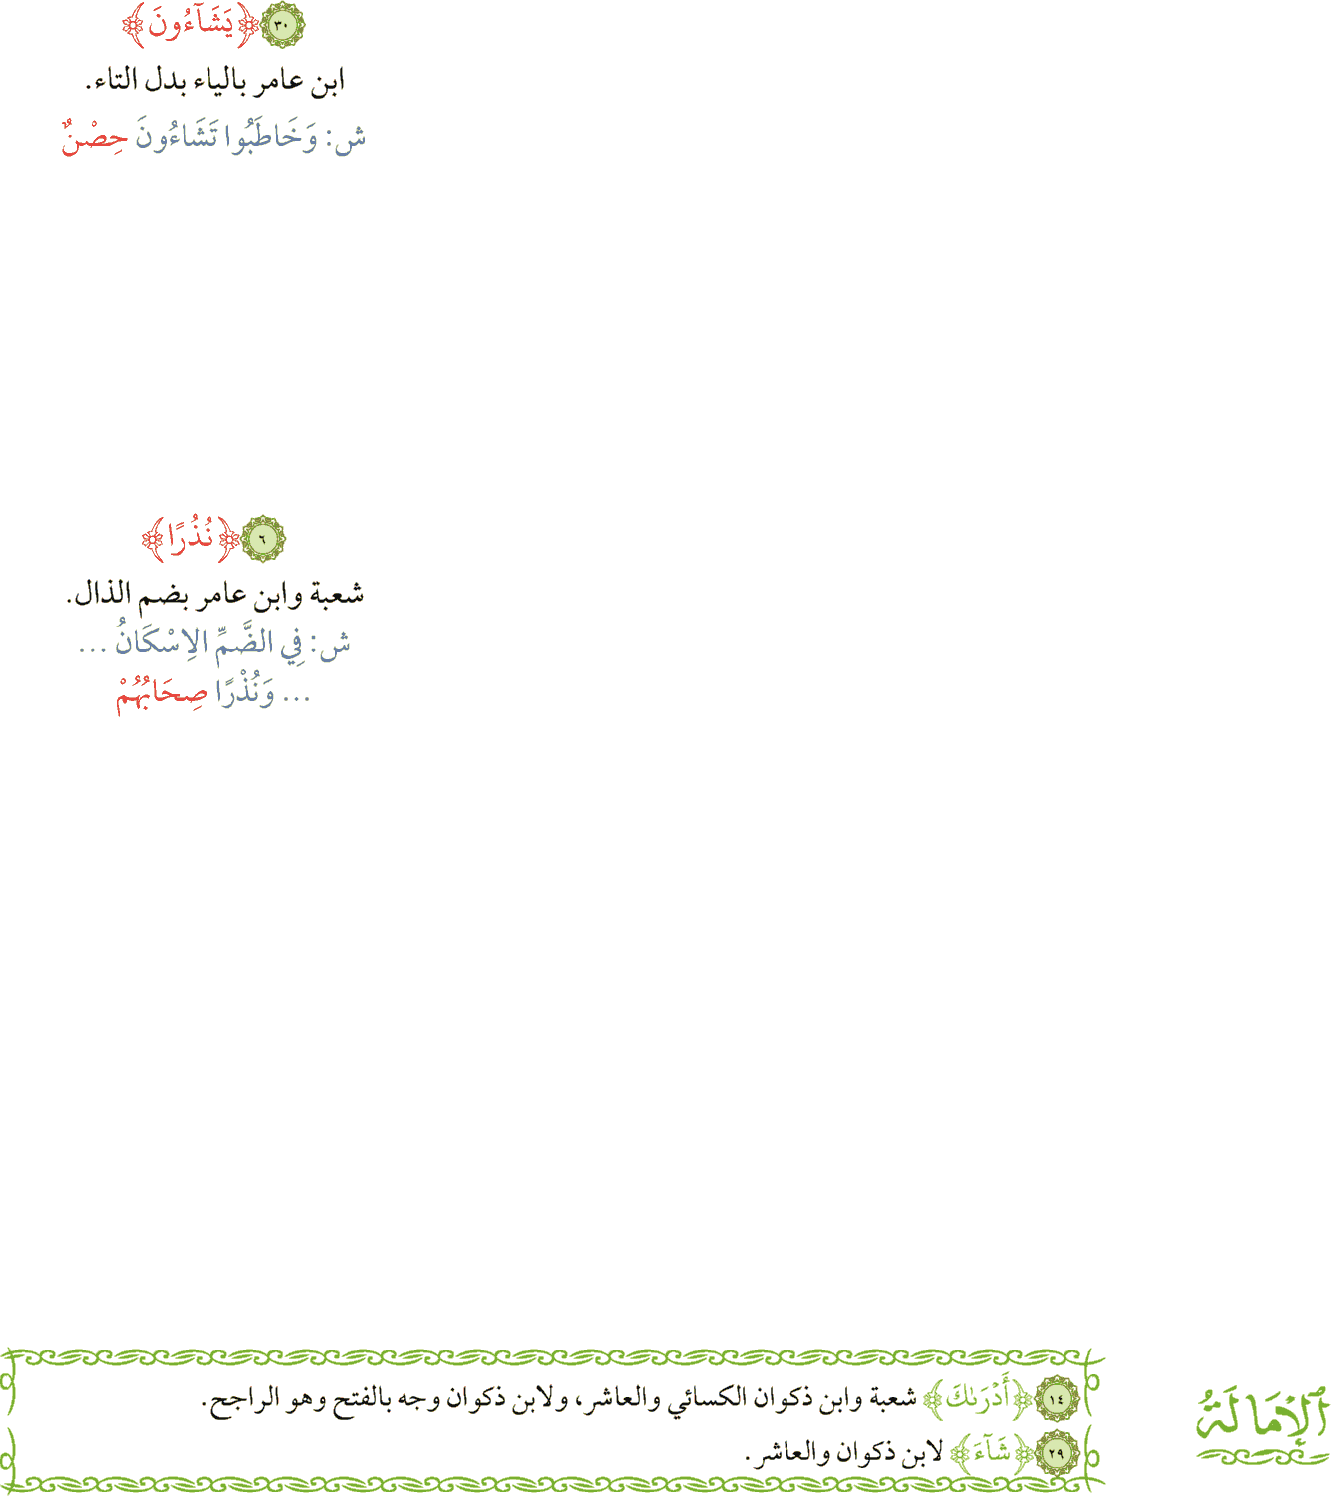 ٣٠ ﴿يَشَآءُونَ﴾
ابن عامر بالياء بدل التاء.
ش: وَخَاطَبُوا تَشَاءُونَ حِصْنٌ
٦ ﴿نُذُرًا﴾
شعبة وابن عامر بضم الذال.
ش: فِي الضَّمِّ الِاسْكَانُ ...
... وَنُذْرًا صِحَابُهُمْ
ٱلْإِمَالَةُ
١٤ ﴿أَدْرَىٰكَ﴾ شعبة وابن ذكوان الكسائي والعاشر، ولابن ذكوان وجه بالفتح وهو الراجح.
٢٩ ﴿شَآءَ﴾ لابن ذكوان والعاشر.